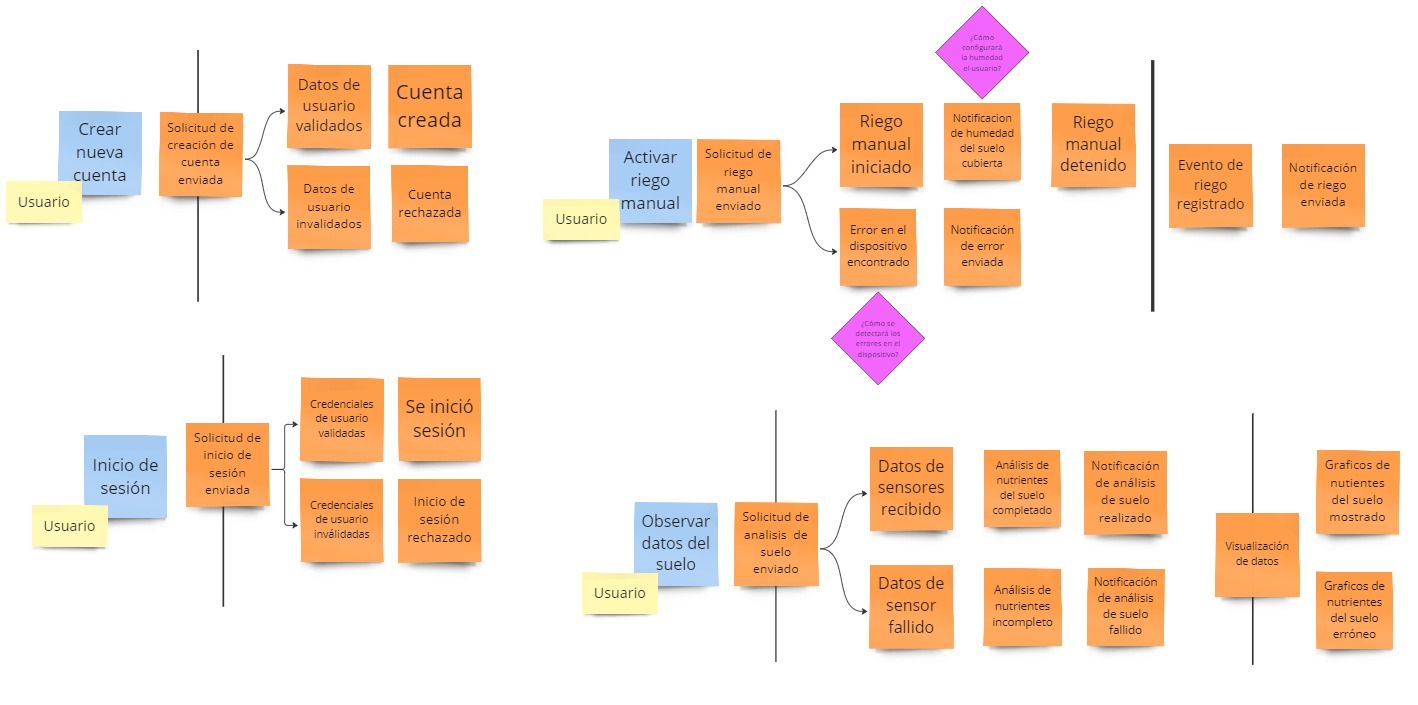 Crear
nueva
cuenta
Usuario
Solicitud de
creación de
cuenta
enviada
Datos de
usuario
validados
Cuenta
creada
Datos de
usuario
invalidados
Cuenta
rechazada
Activar
riego
manual
Usuario
Solicitud de
riego
manual
enviado
¿Cómo
configurará
la humedad
el usuario?
Riego
manual
iniciado
Notificacion
de humedad
del suelo
cubierta
Riego
manual
detenido
Error en el
dispositivo
encontrado
Notificación
de error
enviada
¿Cómo se
detectará los
errores en el
dispositivo?
Evento de
riego
registrado
Notificación
de riego
enviada
Inicio de
sesión
Usuario
Solicitud de
inicio de
sesión
enviada
Credenciales
de usuario
validadas
Se inició
sesión
Credenciales
de usuario
inválidadas
Inicio de
sesión
rechazado
Observar
datos del
suelo
Usuario
Solicitud de
analisis de
suelo
enviado
Datos de
sensores
recibido
Análisis de
nutrientes
del suelo
completado
Notificación
de análisis
de suelo
realizado
Datos de
sensor
fallido
Análisis de
nutrientes
incompleto
Notificación
de análisis
de suelo
fallido
Visualización
de datos
Graficos de
nutientes
del suelo
mostrado
Graficos de
nutrientes
del suelo
erróneo